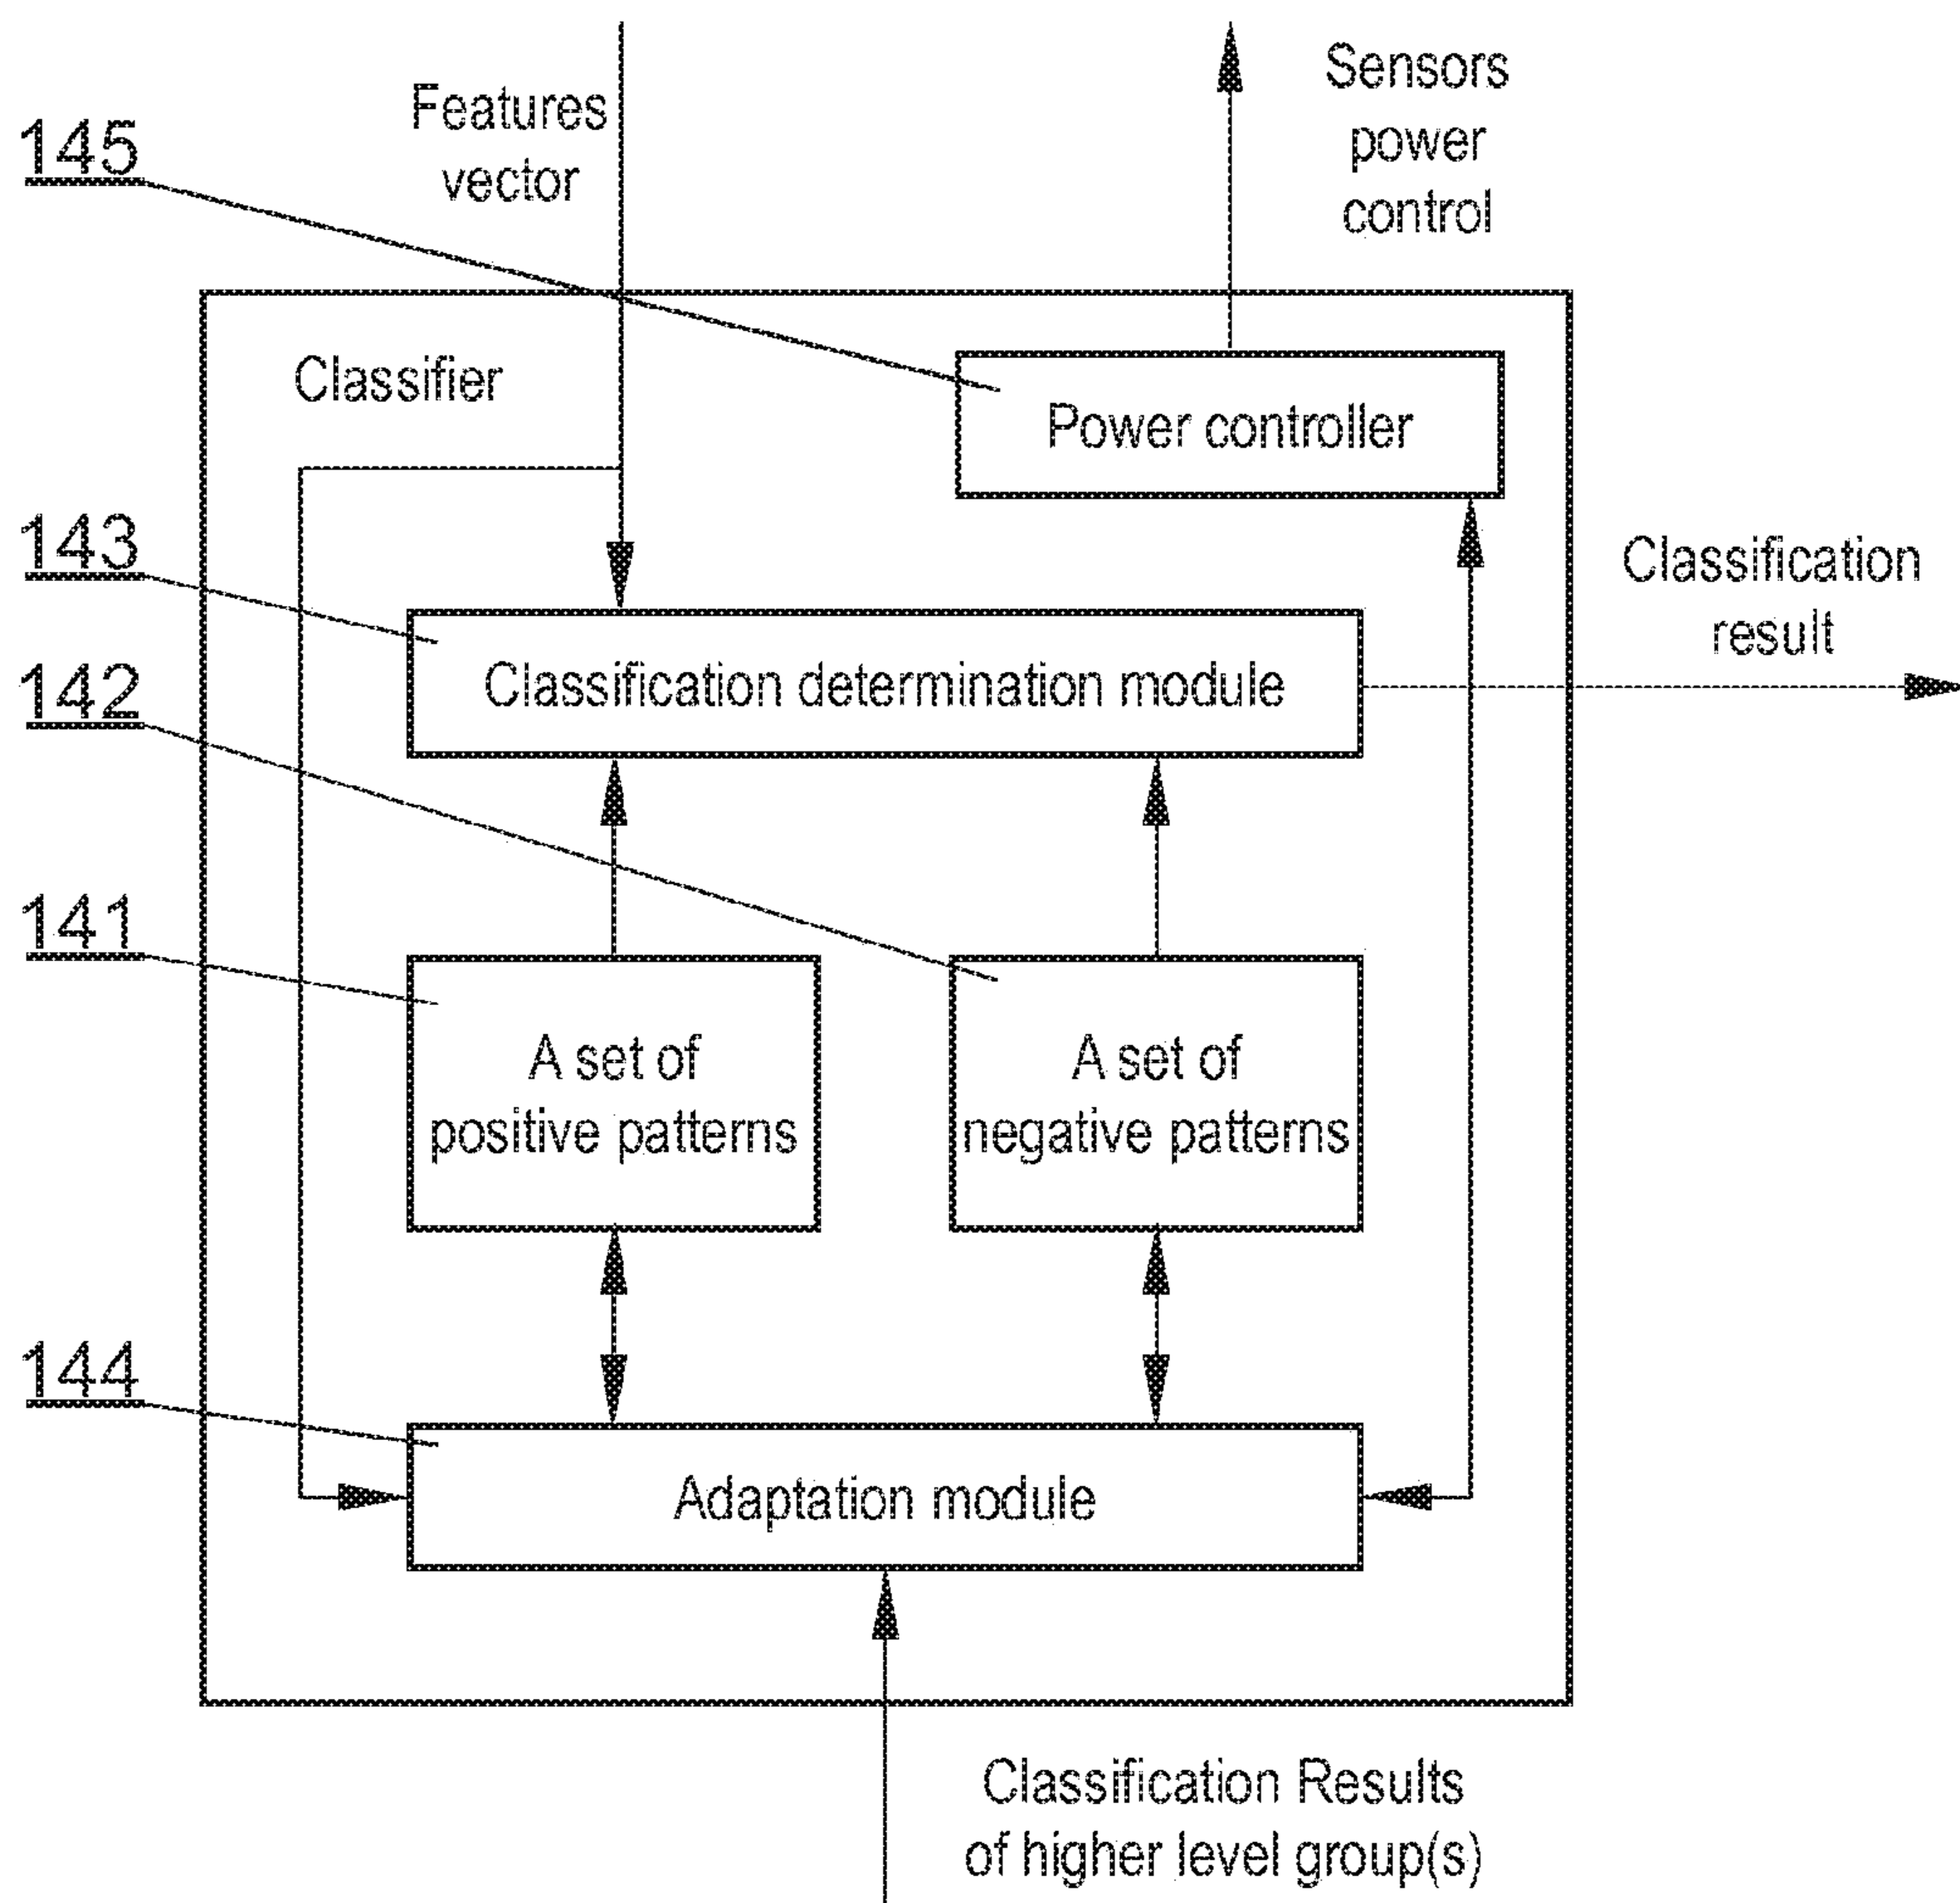 Features
vector
Sensors
power
control
145
Classifier
Power controller
143
Classification
result
Classification determination module
142
141
A set of
positive patterns
A set of
negative patterns
144
Adaptation module
Classification Results
of higher level group(s)